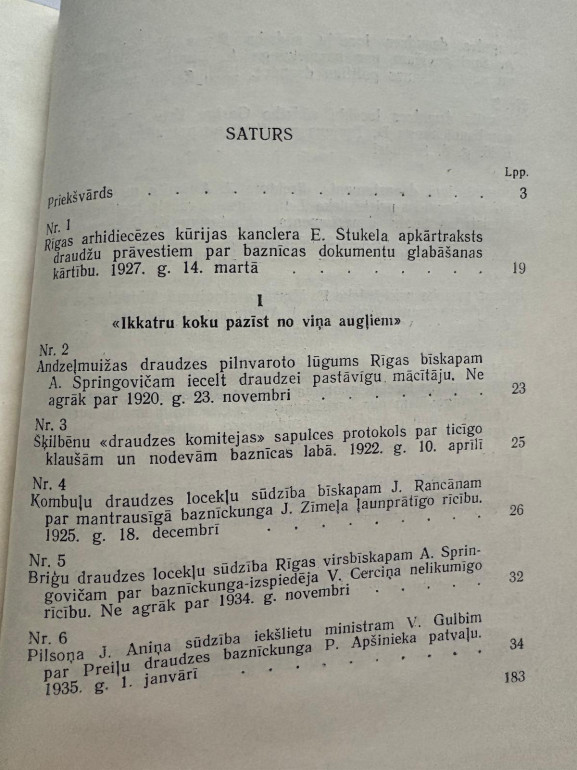 SATURS
Lpp.
Priekšvārds . . . . . . . . . . . . 3
Nr. 1
Rīgas arhidiecēzes kūrijas kanclera E. Stukela apkārtraksts
draudžu prāvestiem par baznīcas dokumentu glabāšanas
kārtību. 1927. g. 14. martā . . . . . . . 19
I
«Ikkatru koku pazīst no viņa augļiem»
Nr. 2
Andzeļmuižas draudzes pilnvaroto lūgums Rīgas bīskapam
A. Springovičam iecelt draudzei pastāvīgu mācītāju. Ne
agrāk par 1920. g. 23. novembri . . . . . . 23
Nr. 3
Šķilbēnu «draudzes komitejas» sapulces protokols par ticīgo
klaušām un nodevām baznīcas labā. 1922. g. 10. aprīlī 25
Nr. 4
Kombuļu draudzes locekļu sūdzība bīskapam J. Rancānam
par mantrausīgā baznīckunga J. Zīmeļa ļaunprātīgo rīcību.
1925. g. 18. decembrī . . . . . . . . 26
Nr. 5
Briģu draudzes locekļu sūdzība Rīgas virsbīskapam A. Sprin-
govičam par baznīckunga-izspiedēja V. Cerciņa nelikumīgo
rīcību. Ne agrāk par 1934. g. novembri . . . . 32
Nr. 6
Pilsoņa J. Aniņa sūdzība iekšlietu ministram V. Gulbim
par Preiļu draudzes baznīckunga P. Apšinieka patvaļu.
1935. g. 1. janvārī . . . . . . . . . 34
183